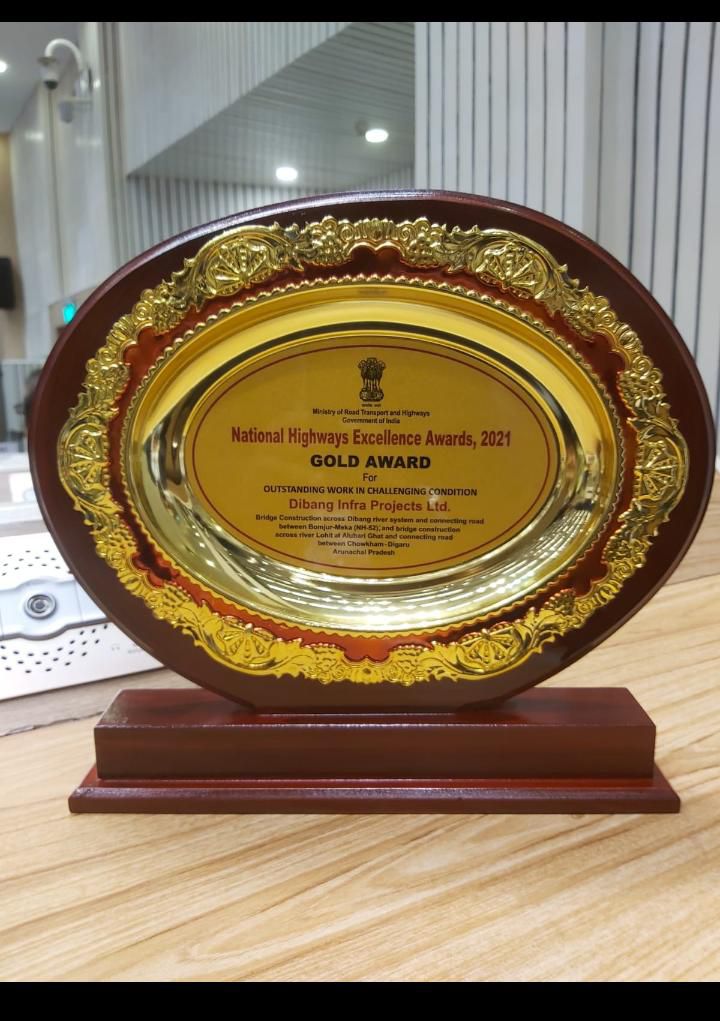 Ministry of Road Transport and Highways
Government of India
National Highways Excellence Awards, 2021
GOLD AWARD
For
OUTSTANDING WORK IN CHALLENGING CONDITION
Dibang Infra Projects Ltd.
Bridge Construction across Dibang river system and connecting road
between Bomjur-Meka (NH-52), and bridge construction
across river Lohit at Alubari Ghat and connecting road
between Chowkham-Digaru
Arunachal Pradesh